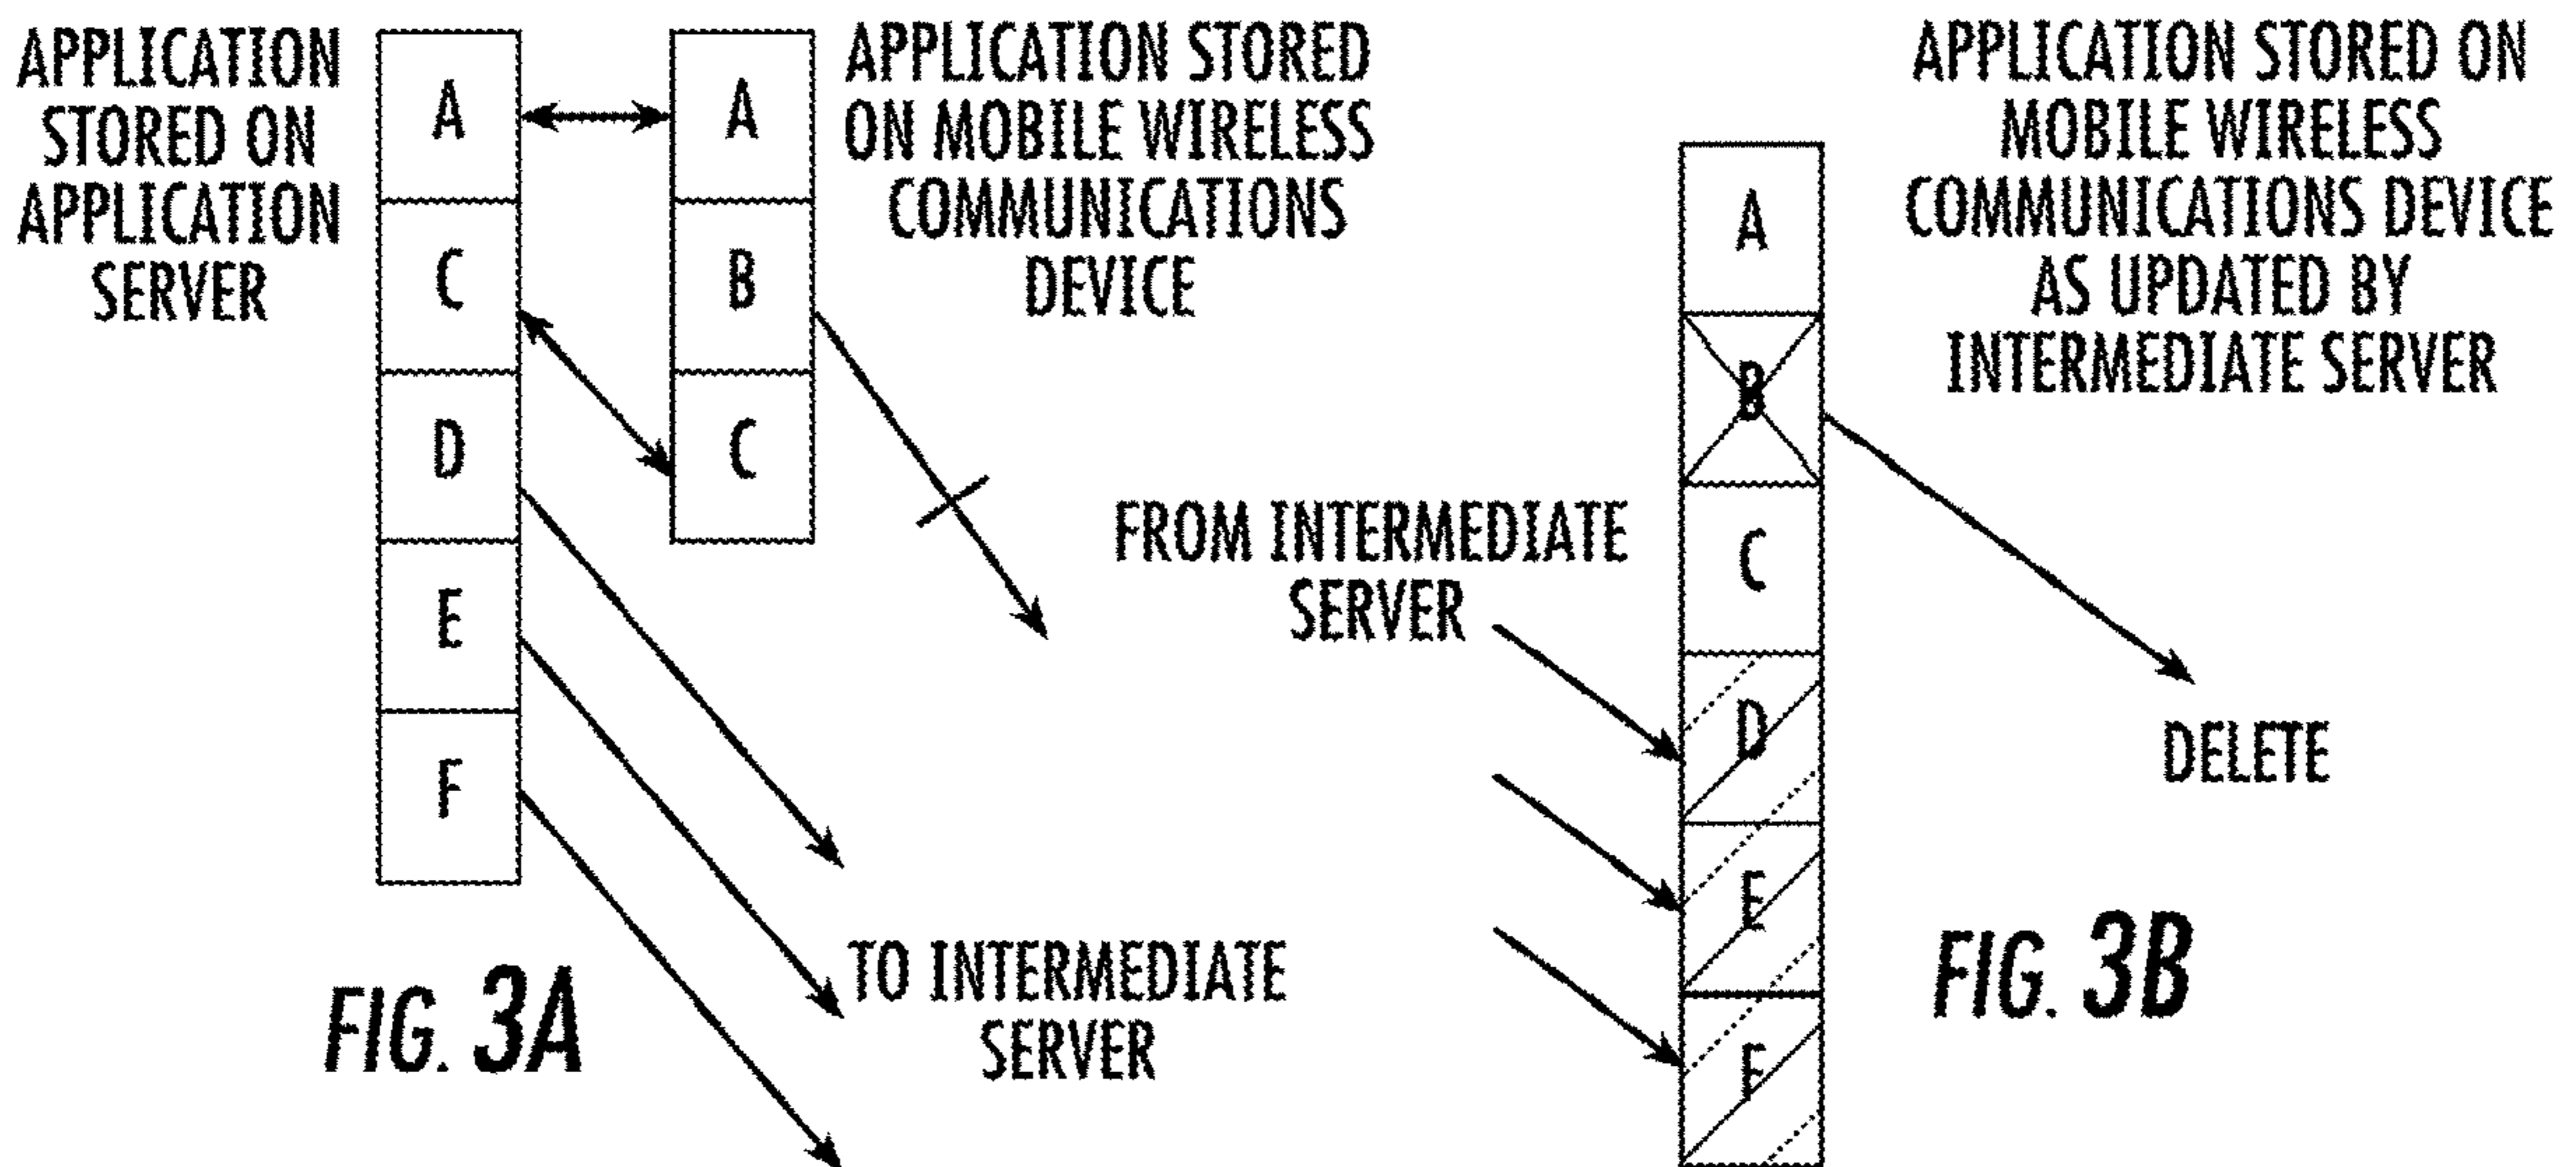 APPLICATION
STORED ON
APPLICATION
SERVER
A
C
D
E
F
A
B
C
APPLICATION STORED
ON MOBILE WIRELESS
COMMUNICATIONS
DEVICE
TO INTERMEDIATE
SERVER
FIG. 3A
FROM INTERMEDIATE
SERVER
A
B
C
D
E
F
APPLICATION STORED ON
MOBILE WIRELESS
COMMUNICATIONS DEVICE
AS UPDATED BY
INTERMEDIATE SERVER
DELETE
FIG. 3B